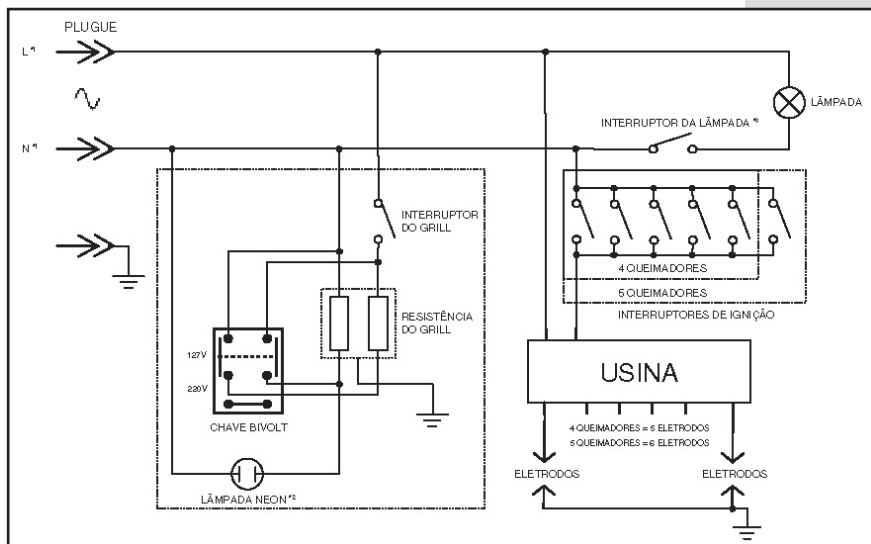 PLUGUE
L*¹
LÂMPADA
INTERRUPTOR DA LÂMPADA*³
N*¹
INTERRUPTOR
DO GRILL
4 QUEIMADORES
5 QUEIMADORES
INTERRUPTORES DE IGNIÇÃO
RESISTÊNCIA
DO GRILL
127V
220V
CHAVE BIVOLT
USINA
4 QUEIMADORES = 5 ELETRODOS
5 QUEIMADORES = 6 ELETRODOS
ELETRODOS
ELETRODOS
LÂMPADA NEON*²